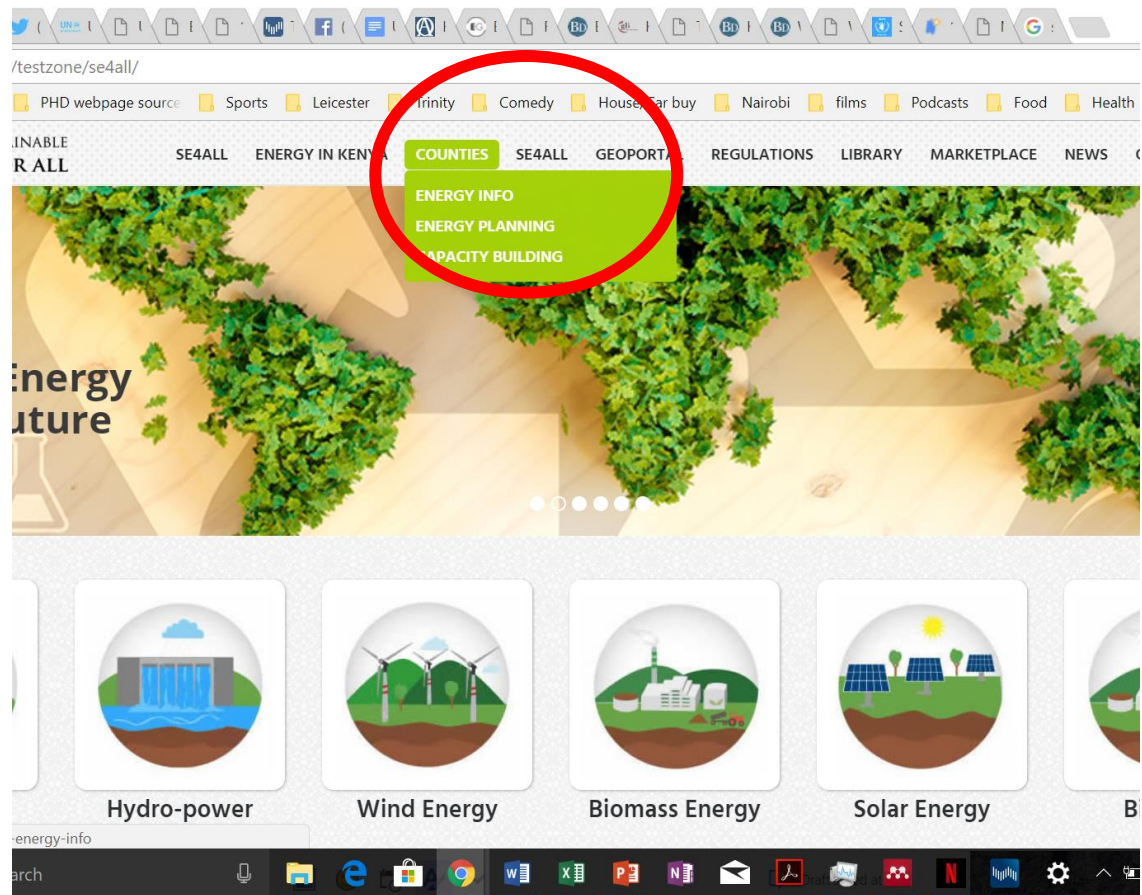 /testzone/se4all/
PHD webpage source Sports Leicester Trinity Comedy House/Car buy Nairobi films Podcasts Food Health
AINABLE
R ALL
SE4ALL ENERGY IN KENYA COUNTIES SE4ALL GEOPORTAL REGULATIONS LIBRARY MARKETPLACE NEWS
ENERGY INFO
ENERGY PLANNING
CAPACITY BUILDING
Energy
uture
Hydro-power Wind Energy Biomass Energy Solar Energy
-energy-info
arch